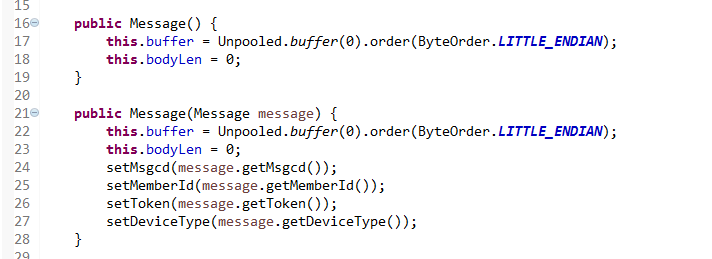 15
16 public Message() {
17 this.buffer = Unpooled.buffer(0).order(ByteOrder.LITTLE_ENDIAN);
18 this.bodyLen = 0;
19 }
20
21 public Message(Message message) {
22 this.buffer = Unpooled.buffer(0).order(ByteOrder.LITTLE_ENDIAN);
23 this.bodyLen = 0;
24 setMsgcd(message.getMsgcd());
25 setMemberId(message.getMemberId());
26 setToken(message.getToken());
27 setDeviceType(message.getDeviceType());
28 }
29